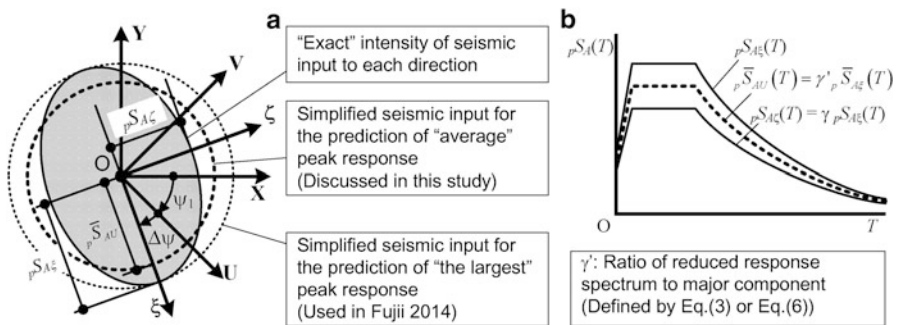 a
Y
V
ζ
pSAζ
O
X
ψ1
Δψ
pS̅AU
pSAξ
U
ξ
“Exact” intensity of seismic
input to each direction
Simplified seismic input for
the prediction of “average”
peak response
(Discussed in this study)
Simplified seismic input for
the prediction of “the largest”
peak response
(Used in Fujii 2014)
b
pSA(T)
pSAξ(T)
pS̅AU(T) = γ'pS̅Aξ(T)
pSAζ(T) = γ pSAξ(T)
O
T
γ': Ratio of reduced response
spectrum to major component
(Defined by Eq.(3) or Eq.(6))